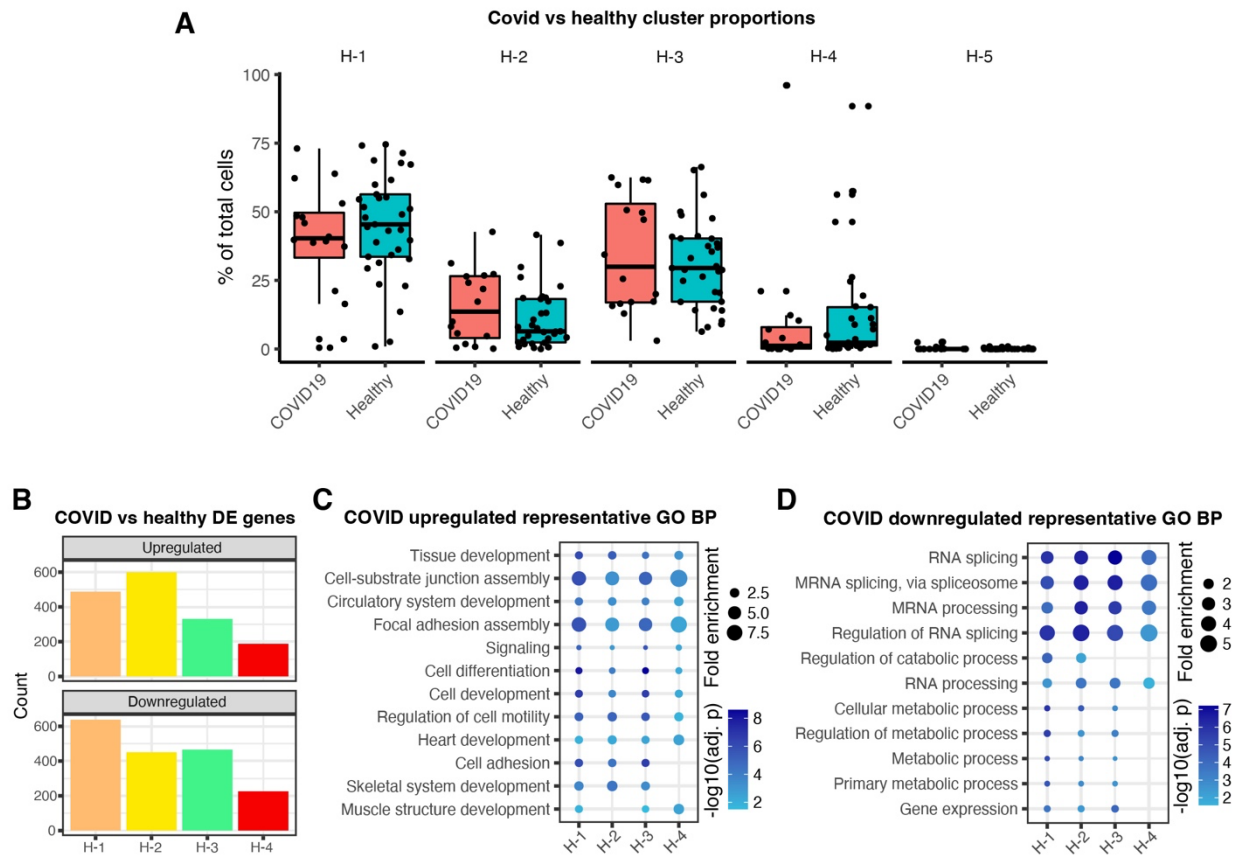 Covid vs healthy cluster proportions
A
H-1 H-2 H-3 H-4 H-5
% of total cells
100
75
50
25
0
COVID19 Healthy COVID19 Healthy COVID19 Healthy COVID19 Healthy COVID19 Healthy
B
COVID vs healthy DE genes
Upregulated
600
400
200
0
Count
Downregulated
600
400
200
0
H-1 H-2 H-3 H-4
C
COVID upregulated representative GO BP
Tissue development
Cell-substrate junction assembly
Circulatory system development
Focal adhesion assembly
Signaling
Cell differentiation
Cell development
Regulation of cell motility
Heart development
Cell adhesion
Skeletal system development
Muscle structure development
H-1 H-2 H-3 H-4
Fold enrichment
2.5
5.0
7.5
-log10(adj. p)
8
6
4
2
D
COVID downregulated representative GO BP
RNA splicing
MRNA splicing, via spliceosome
MRNA processing
Regulation of RNA splicing
Regulation of catabolic process
RNA processing
Cellular metabolic process
Regulation of metabolic process
Metabolic process
Primary metabolic process
Gene expression
H-1 H-2 H-3 H-4
Fold enrichment
2
3
4
5
-log10(adj. p)
7
6
5
4
3
2